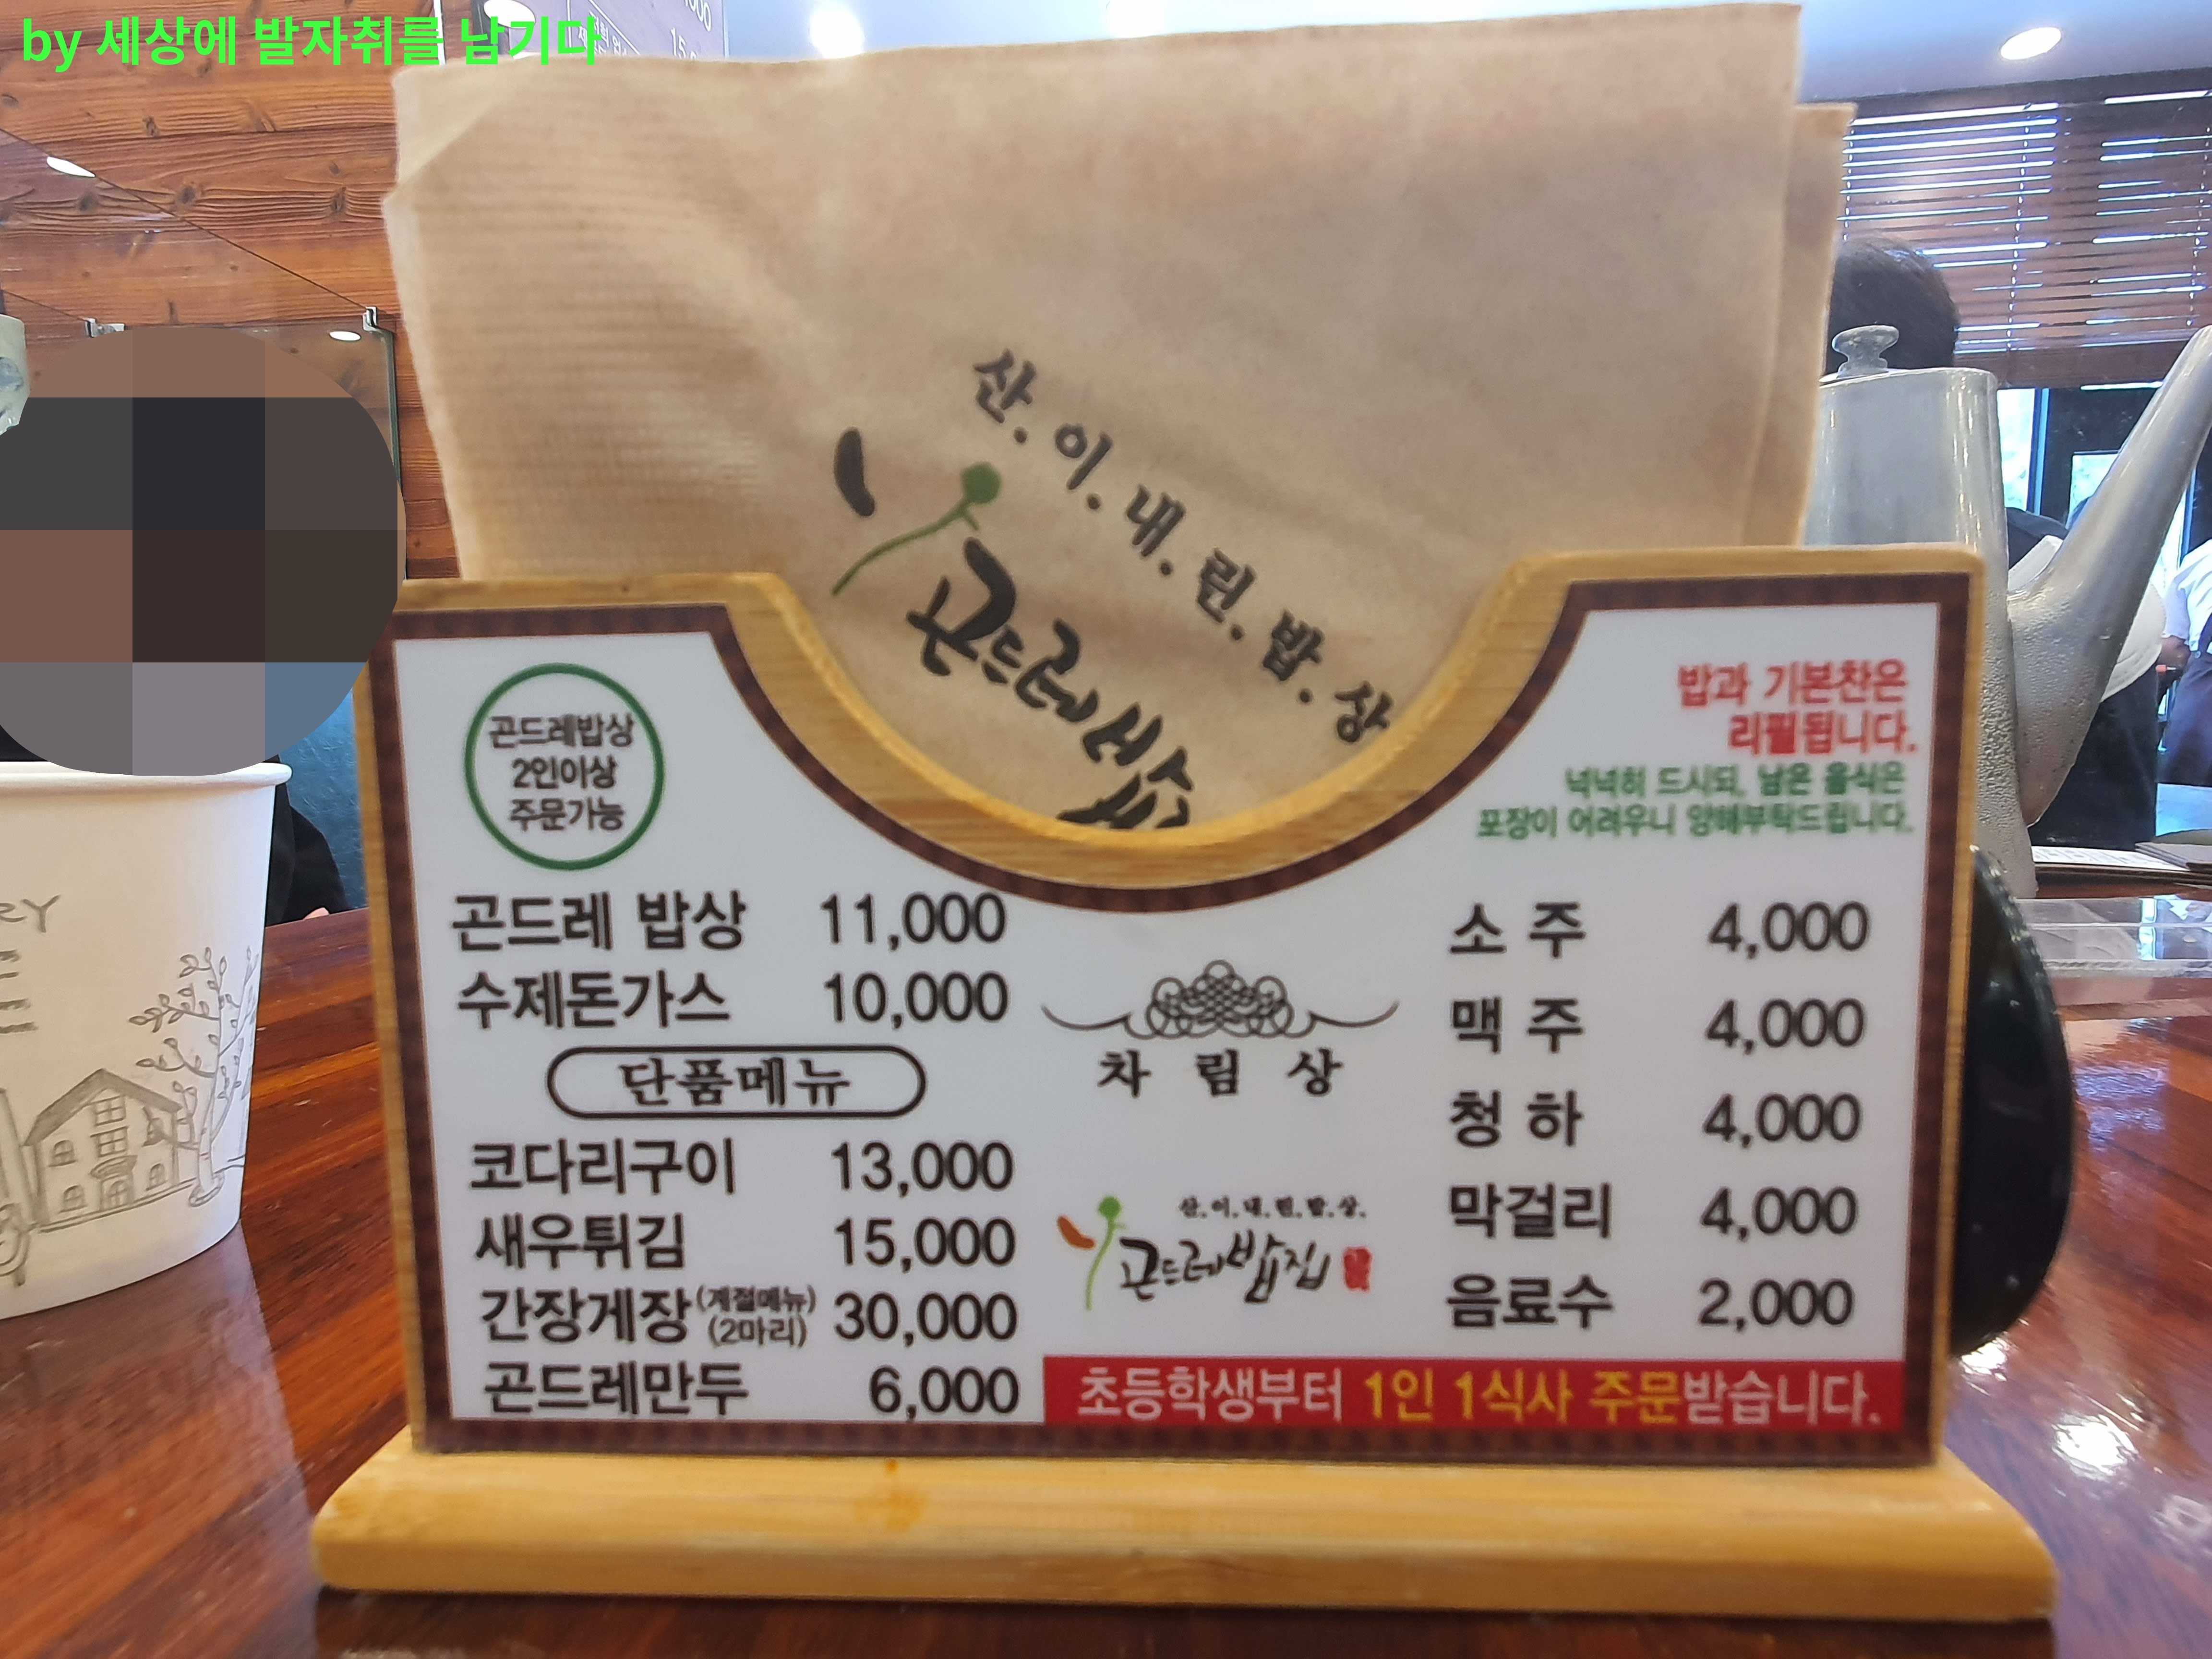 by 세상에 발자취를 남기다
산.이.내.린.밥.상
곤드레밥
곤드레밥상
2인이상
주문가능
밥과 기본찬은
리필됩니다.
넉넉히 드시되, 남은 음식은
포장이 어려우니 양해부탁드립니다.
곤드레 밥상 11,000
수제돈가스 10,000
단품메뉴
코다리구이 13,000
새우튀김 15,000
간장게장 (계절메뉴) (2마리) 30,000
곤드레만두 6,000
차 림 상
산.이.내.린.밥.상.
곤드레밥집
소 주 4,000
맥 주 4,000
청 하 4,000
막걸리 4,000
음료수 2,000
초등학생부터 1인 1식사 주문받습니다.